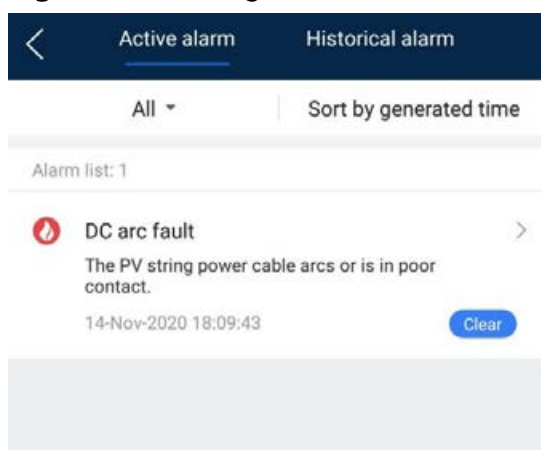 Active alarm Historical alarm
All Sort by generated time
Alarm list: 1
DC arc fault
The PV string power cable arcs or is in poor
contact.
14-Nov-2020 18:09:43 Clear